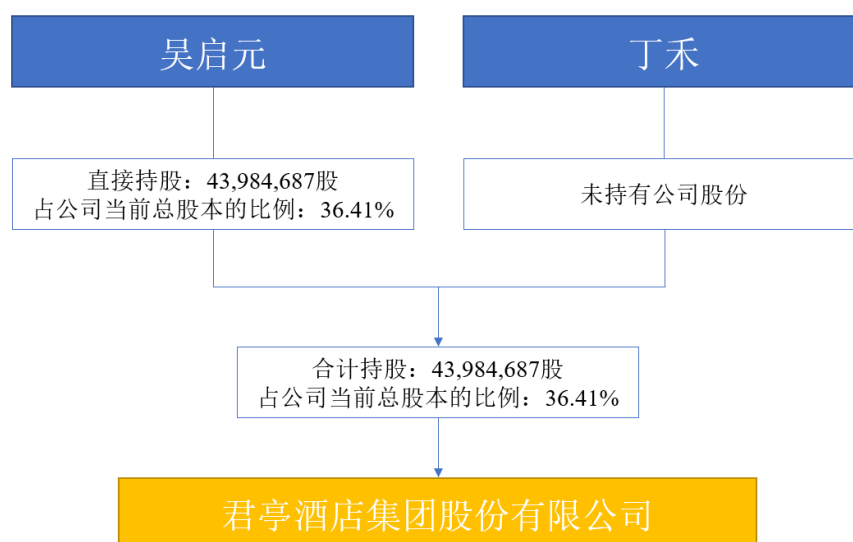 吴启元
丁禾
直接持股：43,984,687股
占公司当前总股本的比例：36.41%
未持有公司股份
合计持股：43,984,687股
占公司当前总股本的比例：36.41%
君亭酒店集团股份有限公司